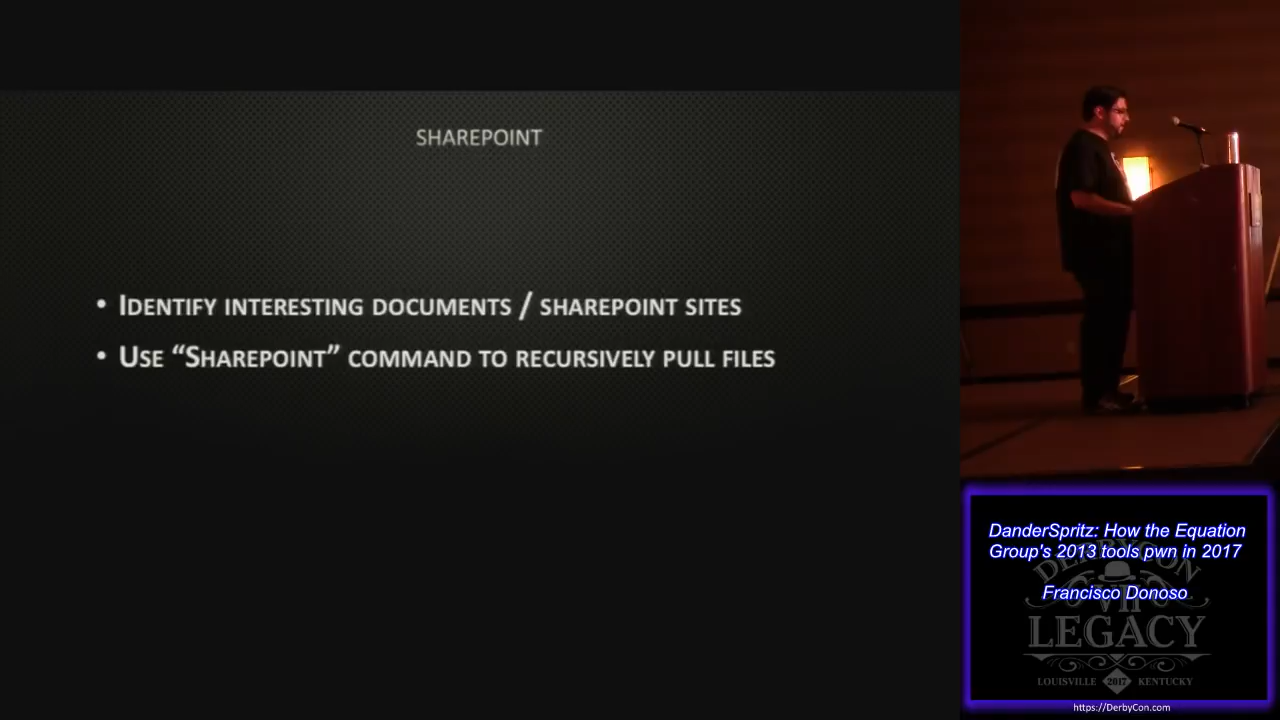 SHAREPOINT
• IDENTIFY INTERESTING DOCUMENTS / SHAREPOINT SITES
• USE “SHAREPOINT” COMMAND TO RECURSIVELY PULL FILES
DanderSpritz: How the Equation
Group's 2013 tools pwn in 2017
Francisco Donoso
DERBYCON
VII
LEGACY
LOUISVILLE 2017 KENTUCKY
https://DerbyCon.com